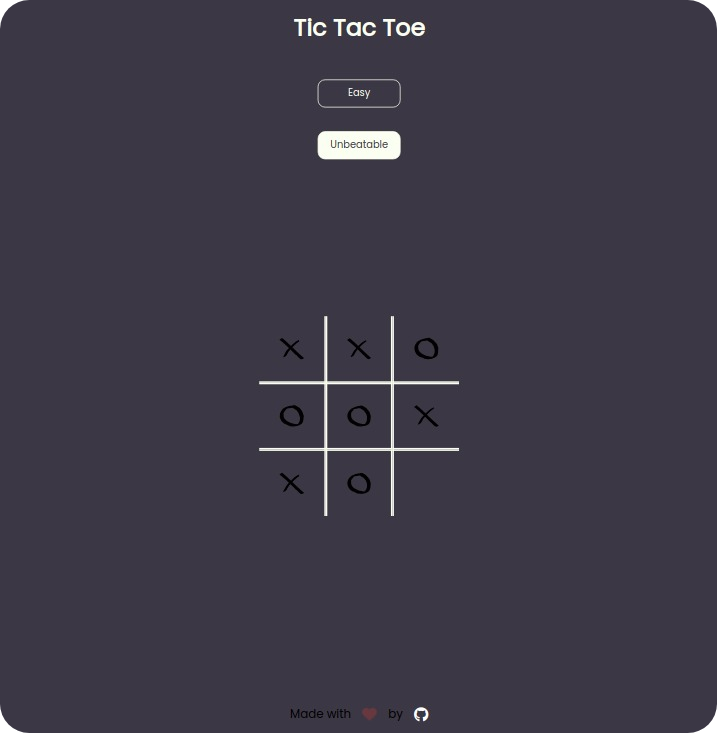 Tic Tac Toe
Easy
Unbeatable
X X O
O O X
X O
Made with by